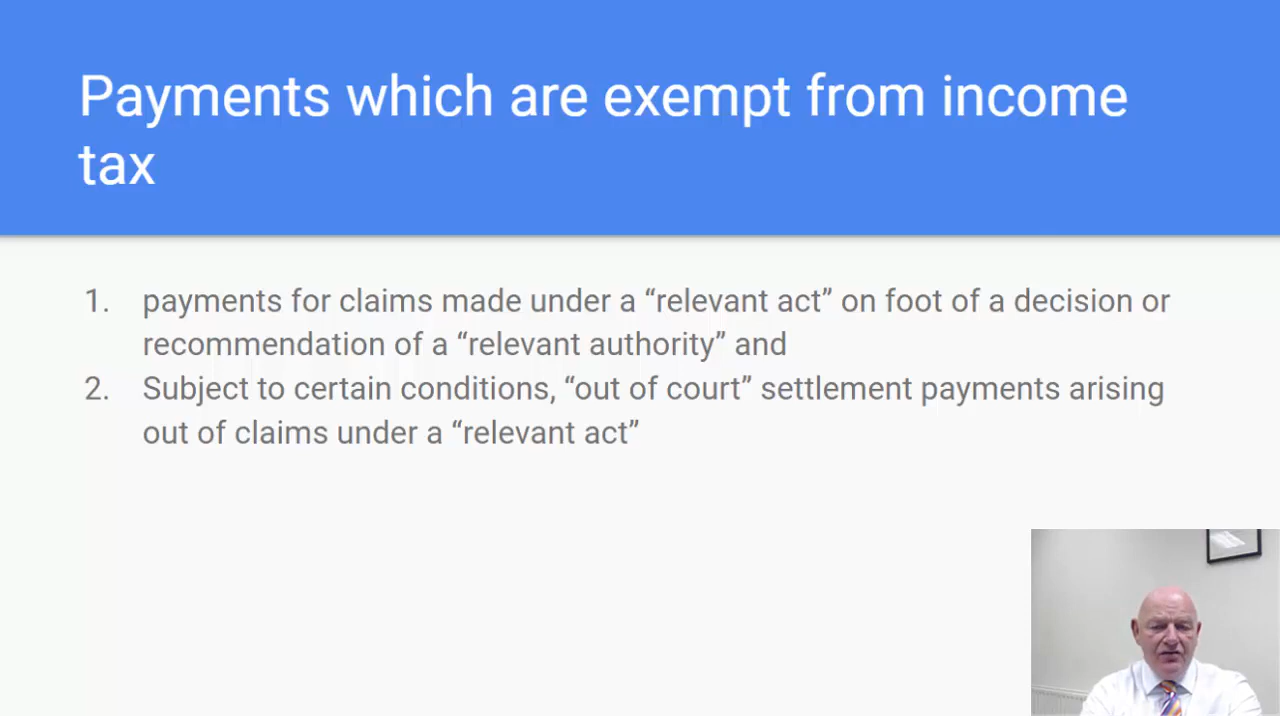 Payments which are exempt from income
tax
1. payments for claims made under a “relevant act” on foot of a decision or
recommendation of a “relevant authority” and
2. Subject to certain conditions, “out of court” settlement payments arising
out of claims under a “relevant act”